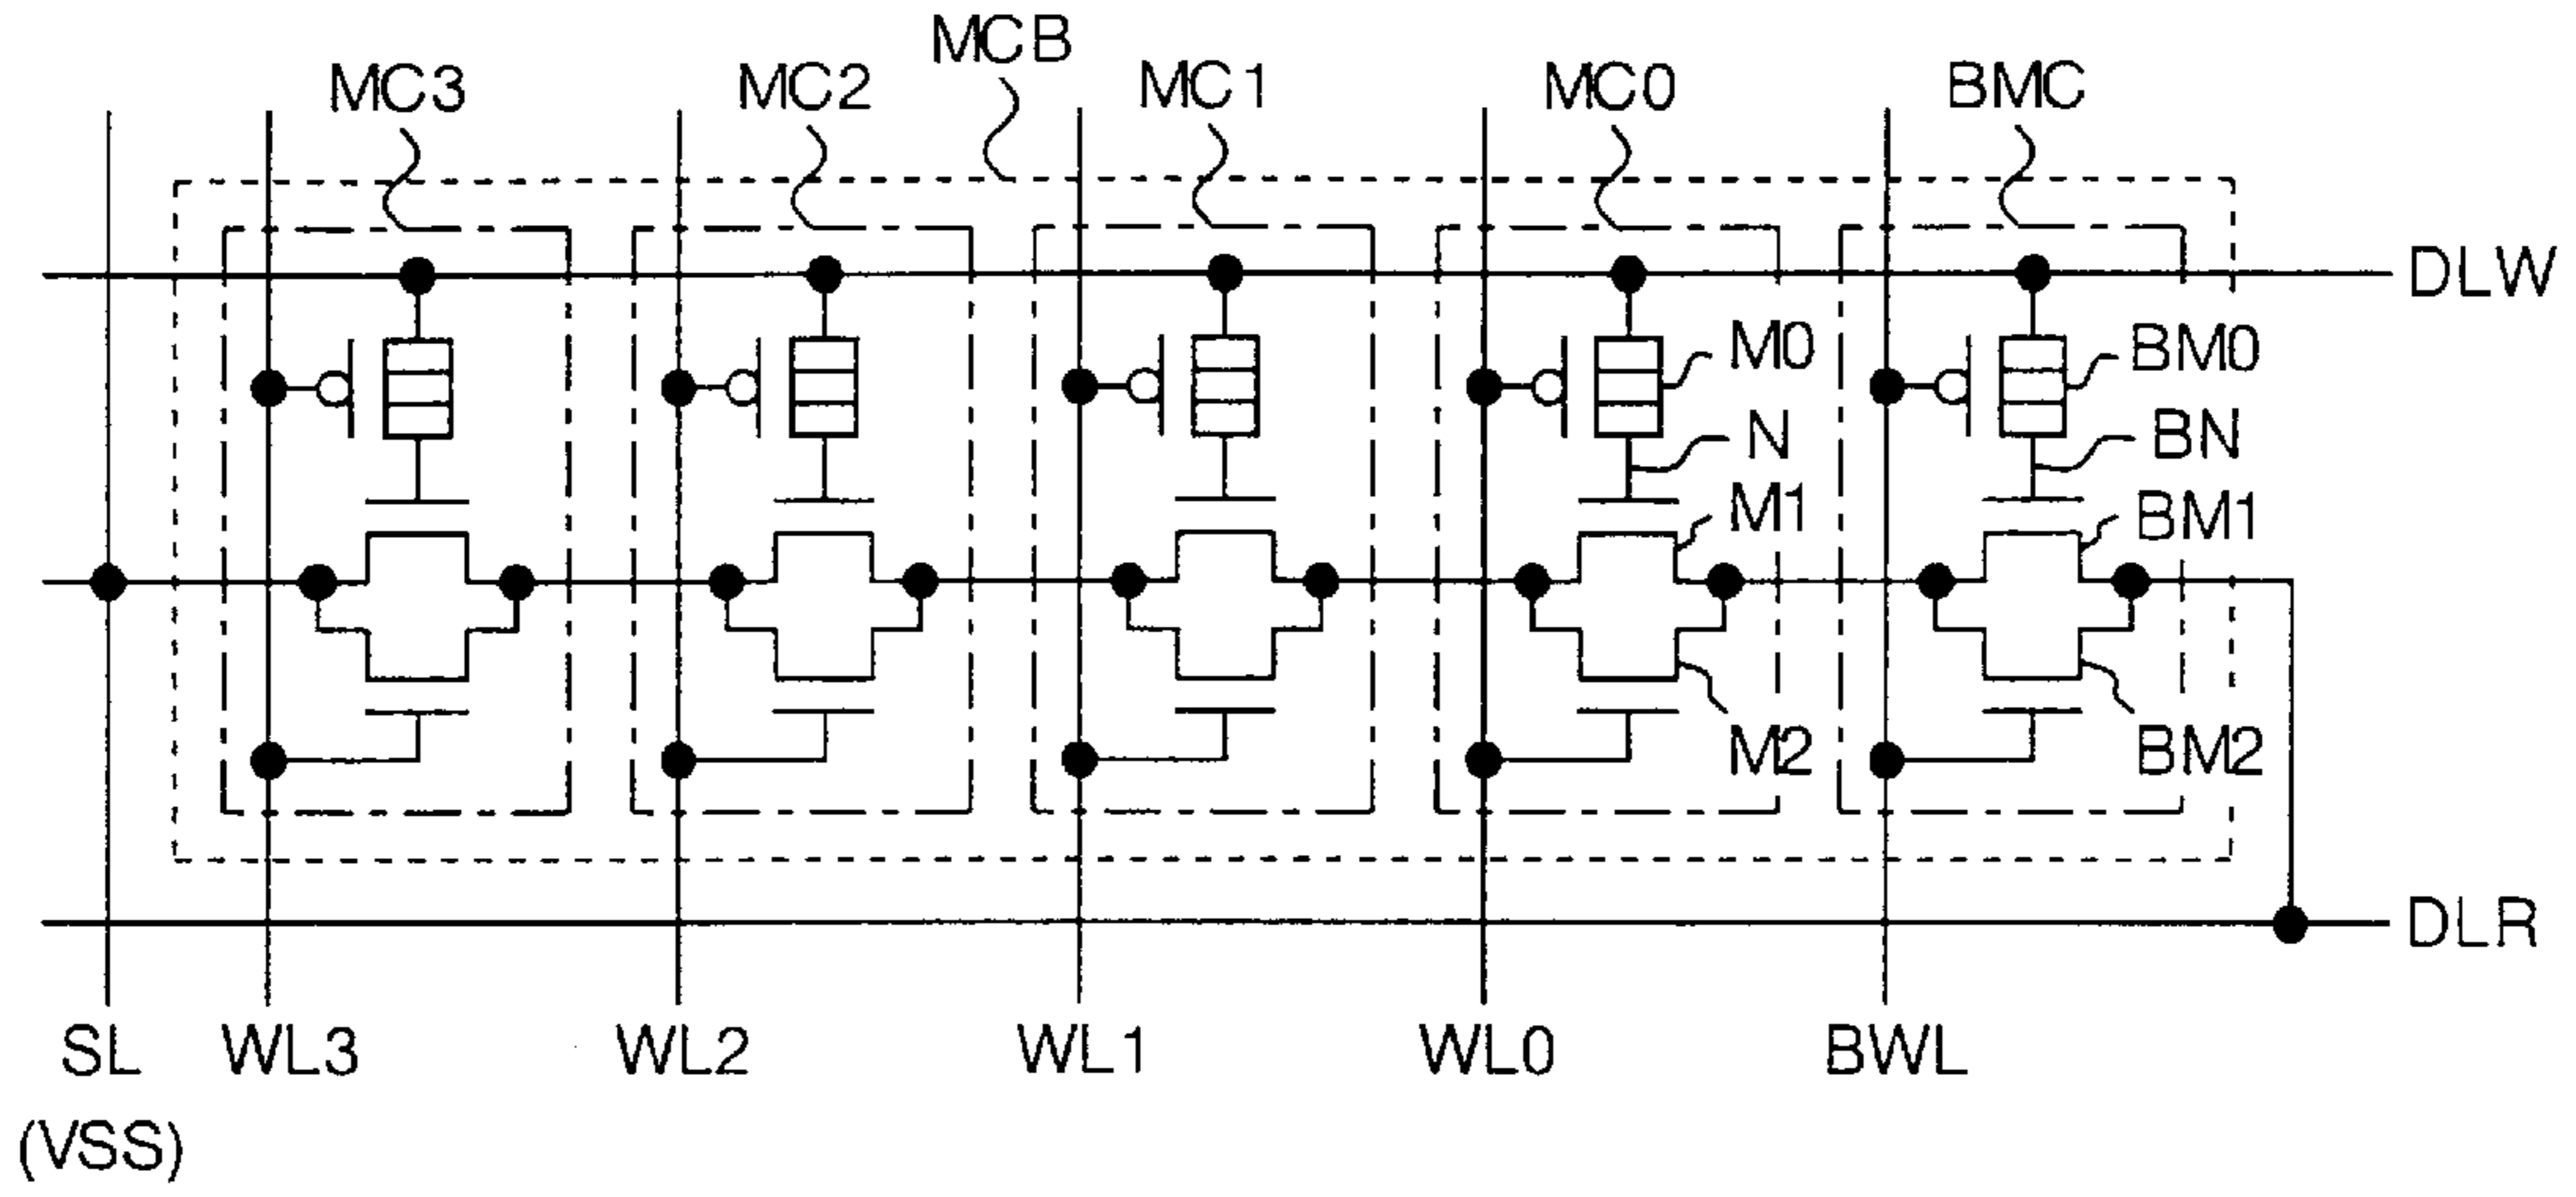 MCB
MC3 MC2 MC1 MC0 BMC
DLW
M0 BM0
N BN
M1 BM1
M2 BM2
DLR
SL WL3 WL2 WL1 WL0 BWL
(VSS)